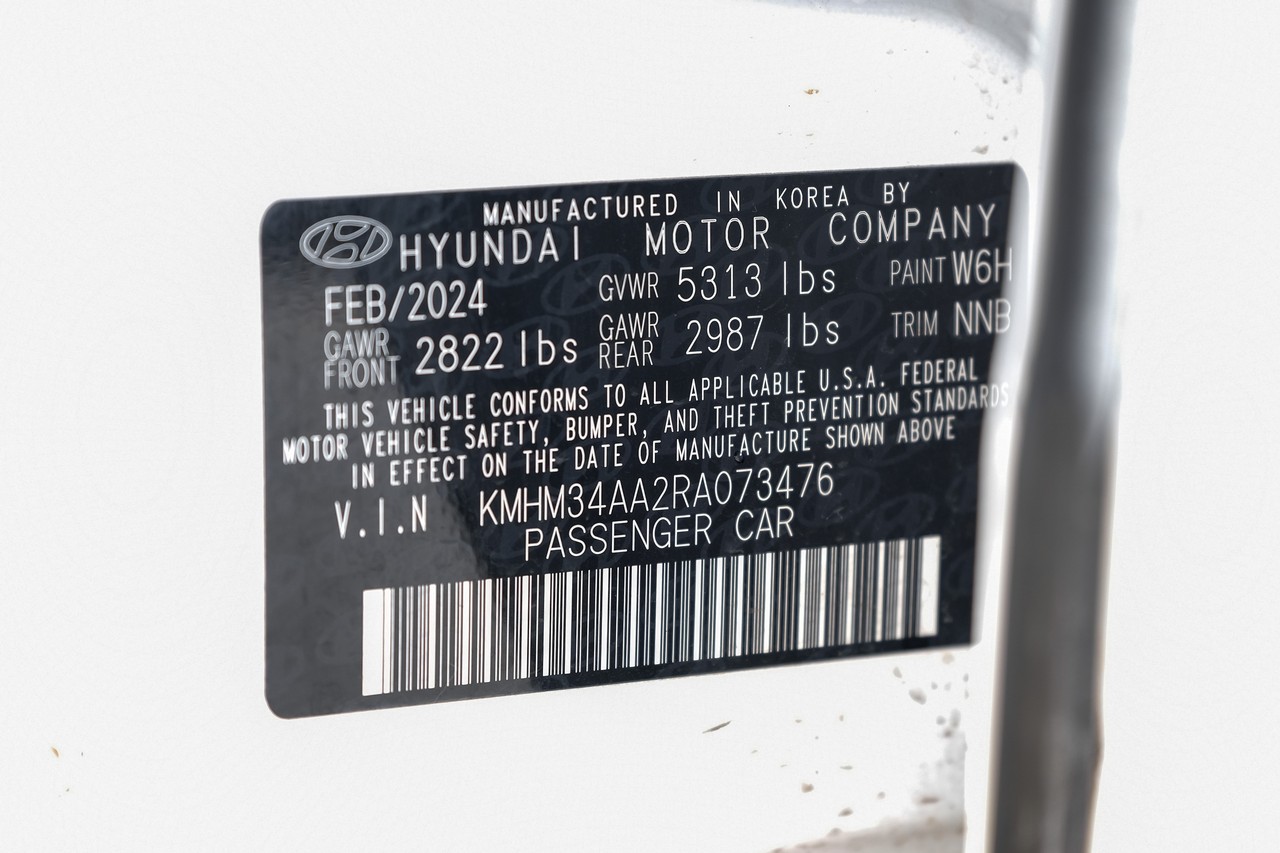 MANUFACTURED IN KOREA BY
HYUNDAI MOTOR COMPANY
FEB/2024 GVWR 5313 lbs PAINT W6H
GAWR FRONT 2822 lbs GAWR REAR 2987 lbs TRIM NNB
THIS VEHICLE CONFORMS TO ALL APPLICABLE U.S.A. FEDERAL
MOTOR VEHICLE SAFETY, BUMPER, AND THEFT PREVENTION STANDARDS
IN EFFECT ON THE DATE OF MANUFACTURE SHOWN ABOVE
V.I.N KMHM34AA2RA073476
PASSENGER CAR